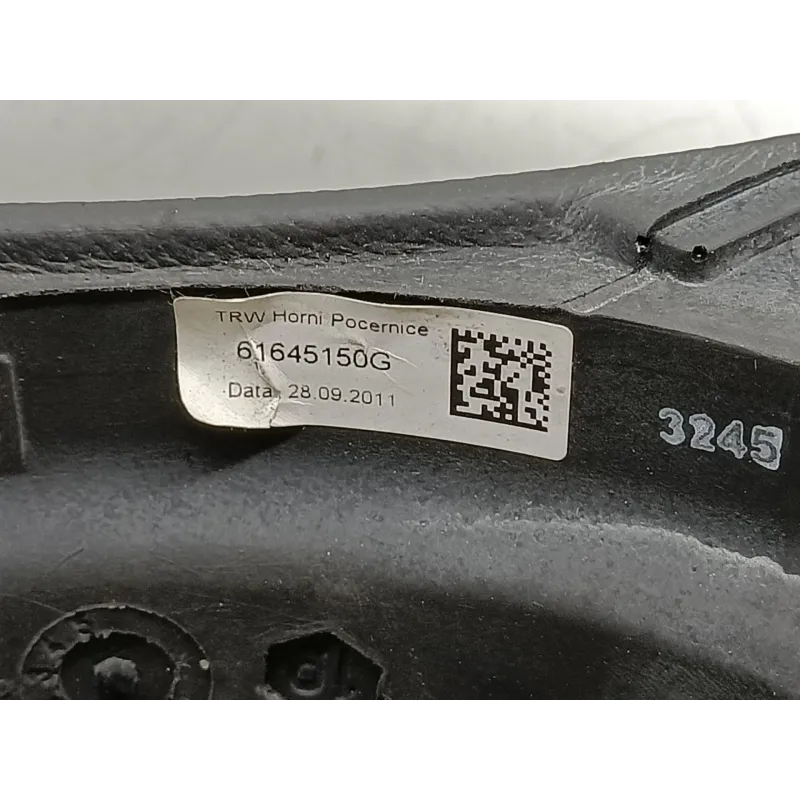 TRW Horni Pocernice
61645150G
Data 28.09.2011
3245